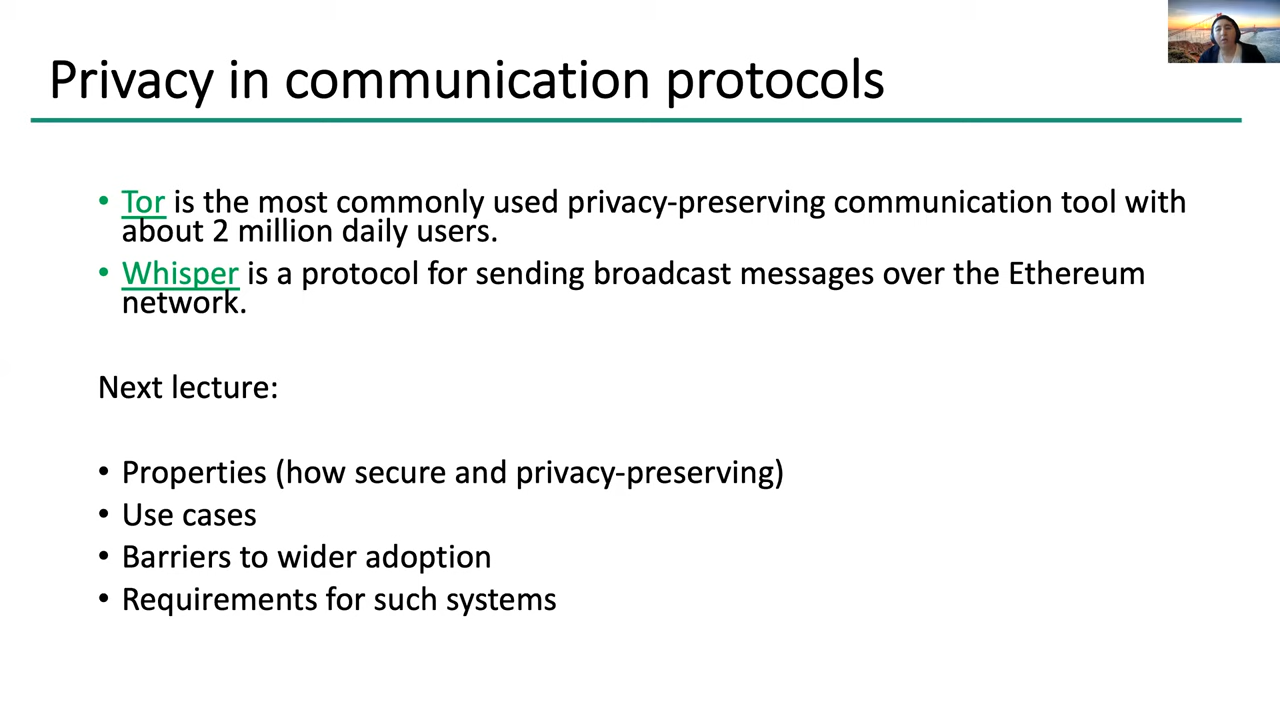 Privacy in communication protocols
• Tor is the most commonly used privacy-preserving communication tool with
about 2 million daily users.
• Whisper is a protocol for sending broadcast messages over the Ethereum
network.
Next lecture:
• Properties (how secure and privacy-preserving)
• Use cases
• Barriers to wider adoption
• Requirements for such systems